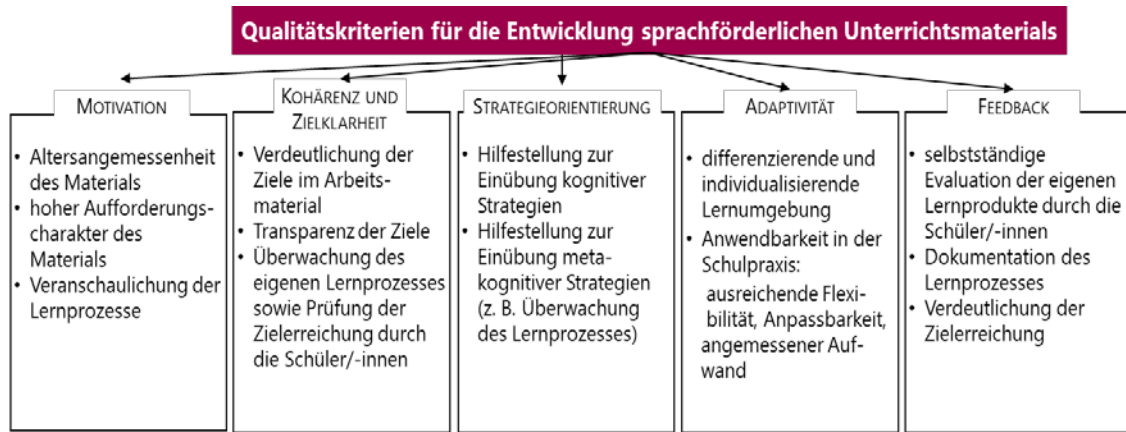 Qualitätskriterien für die Entwicklung sprachförderlichen Unterrichtsmaterials
MOTIVATION
• Altersangemessenheit
des Materials
• hoher Aufforderungs-
charakter des
Materials
• Veranschaulichung der
Lernprozesse
KOHÄRENZ UND
ZIELKLARHEIT
• Verdeutlichung der
Ziele im Arbeits-
material
• Transparenz der Ziele
• Überwachung des
eigenen Lernprozesses
sowie Prüfung der
Zielerreichung durch
die Schüler/-innen
STRATEGIEORIENTIERUNG
• Hilfestellung zur
Einübung kognitiver
Strategien
• Hilfestellung zur
Einübung meta-
kognitiver Strategien
(z. B. Überwachung
des Lernprozesses)
ADAPTIVITÄT
• differenzierende und
individualisierende
Lernumgebung
• Anwendbarkeit in der
Schulpraxis:
ausreichende Flexi-
bilität, Anpassbarkeit,
angemessener Auf-
wand
FEEDBACK
• selbstständige
Evaluation der eigenen
Lernprodukte durch die
Schüler/-innen
• Dokumentation des
Lernprozesses
• Verdeutlichung der
Zielerreichung